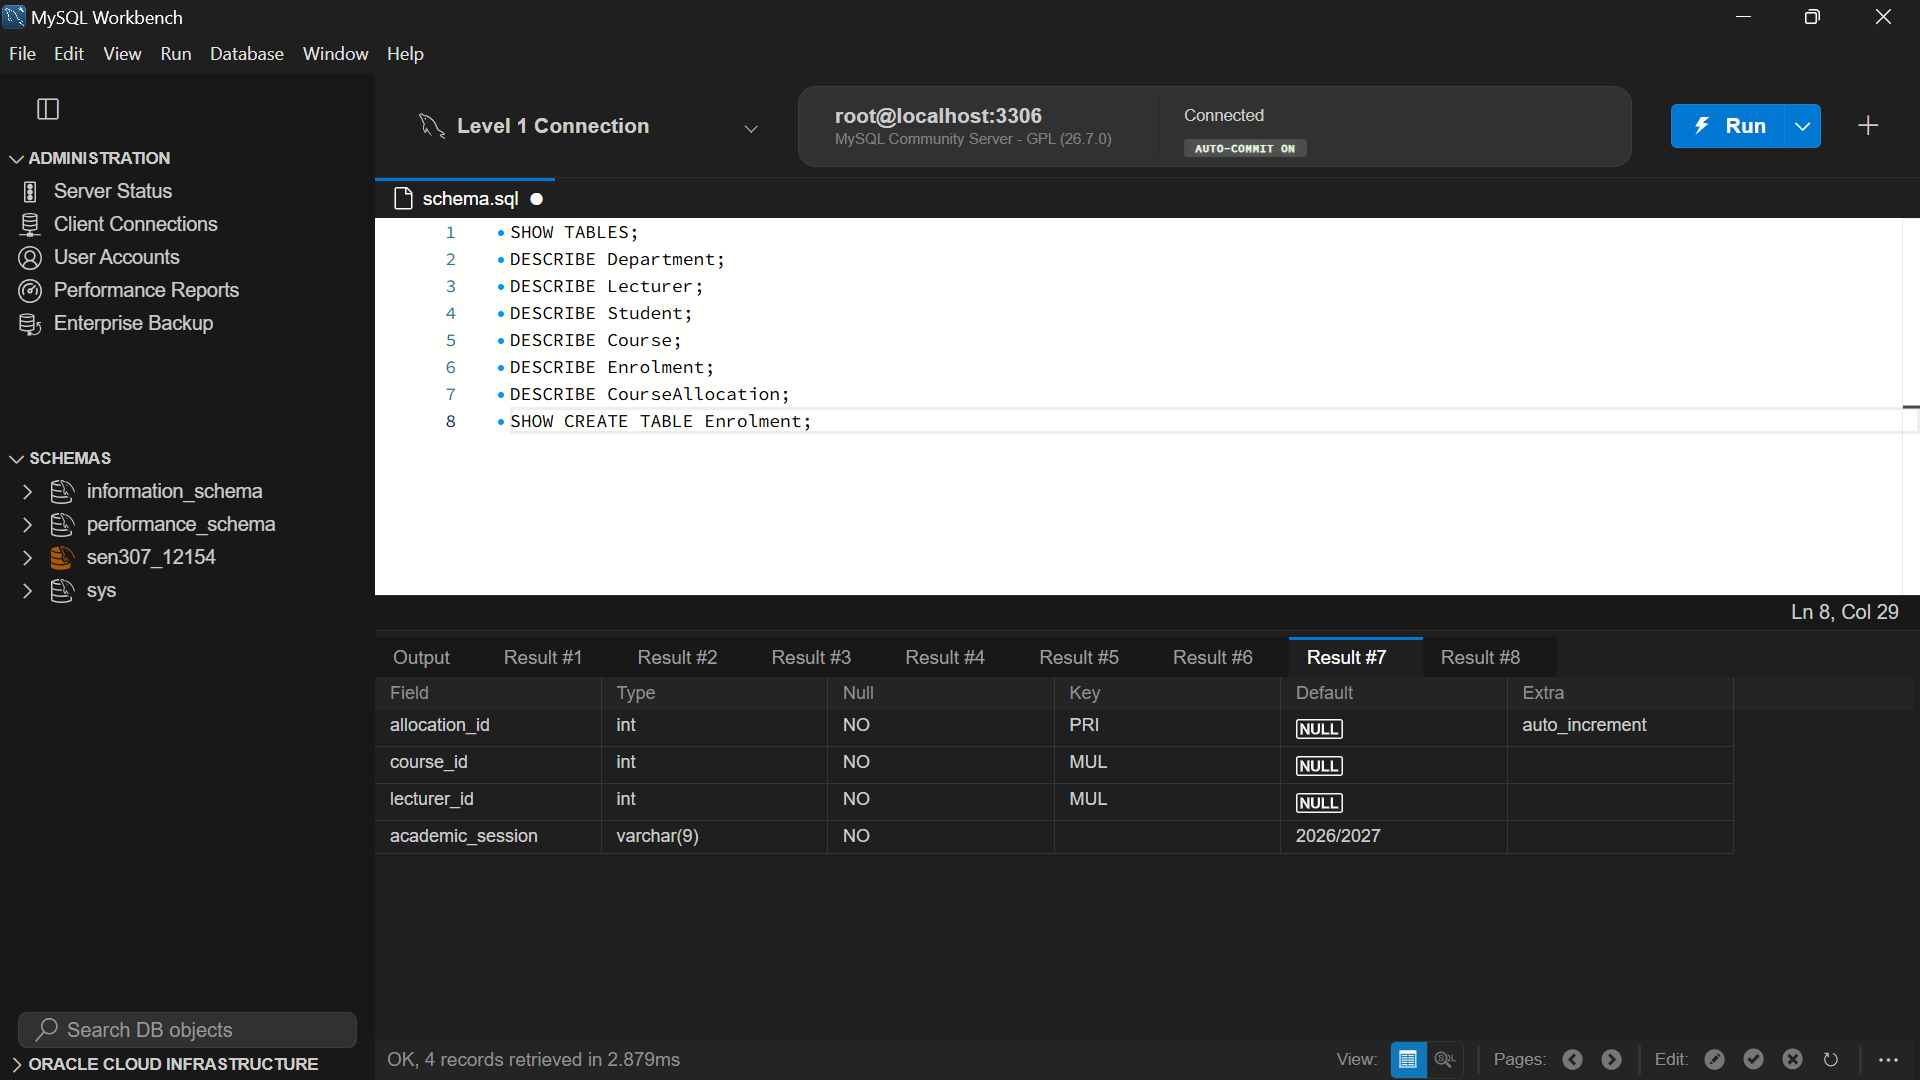 MySQL Workbench
File Edit View Run Database Window Help
Level 1 Connection
root@localhost:3306
MySQL Community Server - GPL (26.7.0)
Connected
AUTO-COMMIT ON
Run
ADMINISTRATION
Server Status
Client Connections
User Accounts
Performance Reports
Enterprise Backup
SCHEMAS
information_schema
performance_schema
sen307_12154
sys
Search DB objects
ORACLE CLOUD INFRASTRUCTURE
schema.sql
1 SHOW TABLES;
2 DESCRIBE Department;
3 DESCRIBE Lecturer;
4 DESCRIBE Student;
5 DESCRIBE Course;
6 DESCRIBE Enrolment;
7 DESCRIBE CourseAllocation;
8 SHOW CREATE TABLE Enrolment;
Ln 8, Col 29
Output Result #1 Result #2 Result #3 Result #4 Result #5 Result #6 Result #7 Result #8
Field Type Null Key Default Extra
allocation_id int NO PRI NULL auto_increment
course_id int NO MUL NULL
lecturer_id int NO MUL NULL
academic_session varchar(9) NO 2026/2027
OK, 4 records retrieved in 2.879ms
View: SQL Pages: Edit: